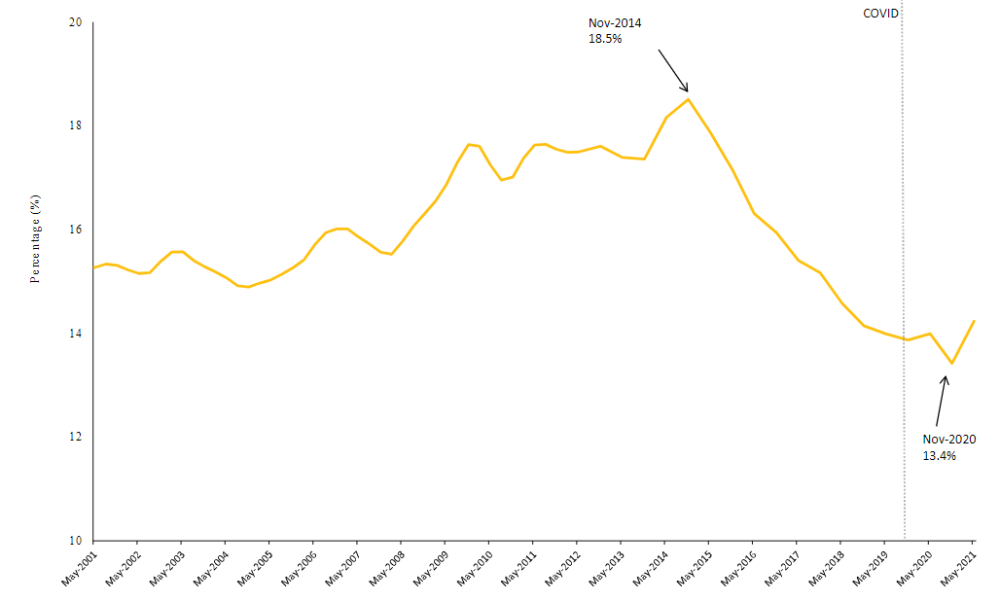 COVID
Nov-2014
18.5%
20
18
16
14
12
10
Percentage (%)
Nov-2020
13.4%
May-2001
May-2002
May-2003
May-2004
May-2005
May-2006
May-2007
May-2008
May-2009
May-2010
May-2011
May-2012
May-2013
May-2014
May-2015
May-2016
May-2017
May-2018
May-2019
May-2020
May-2021